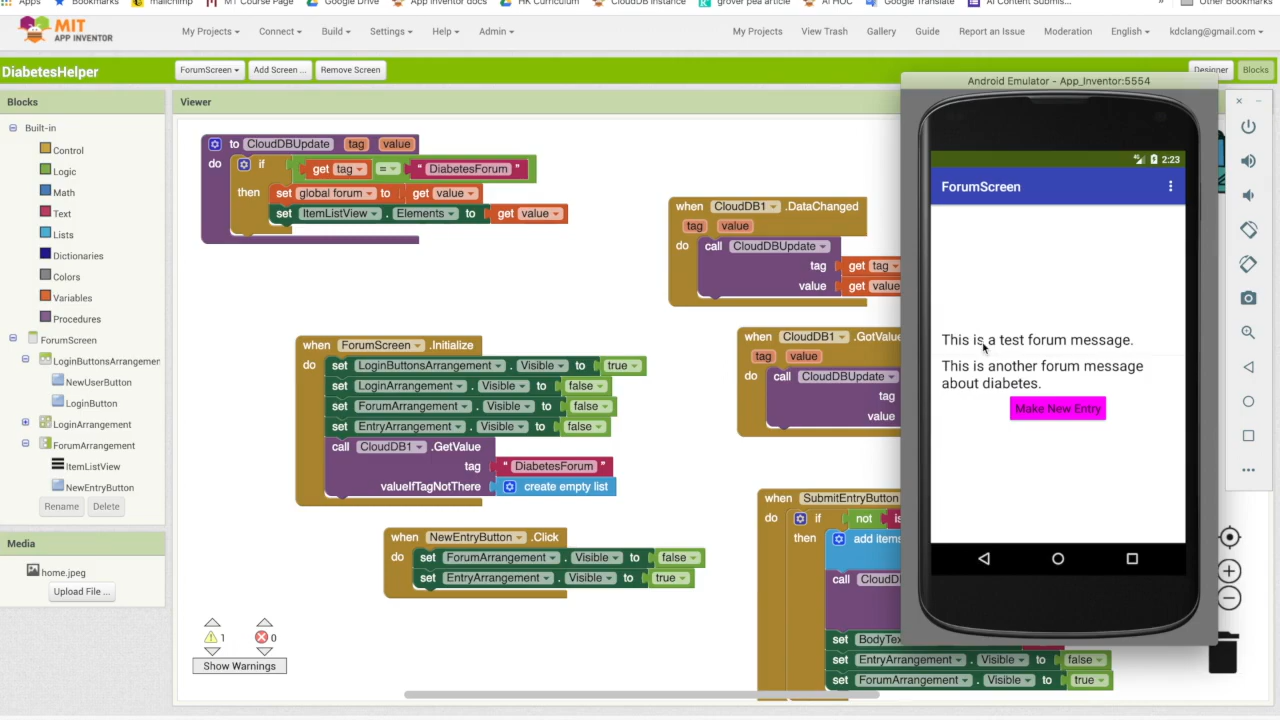 Apps Bookmarks mailchimp MT Course Page Google Drive App Inventor docs HK Curriculum CloudDB Instance grover pea article AI HOC Google Translate AI Content Submis... » Other Bookmarks
MIT APP INVENTOR
My Projects Connect Build Settings Help Admin My Projects View Trash Gallery Guide Report an Issue Moderation English kdclang@gmail.com
DiabetesHelper ForumScreen Add Screen ... Remove Screen Designer Blocks
Blocks
Built-in
Control
Logic
Math
Text
Lists
Dictionaries
Colors
Variables
Procedures
ForumScreen
LoginButtonsArrangemer
NewUserButton
LoginButton
LoginArrangement
ForumArrangement
ItemListView
NewEntryButton
Rename Delete
Media
home.jpeg
Upload File ...
Viewer
to CloudDBUpdate tag value
do if get tag = " DiabetesForum "
then set global forum to get value
set ItemListView . Elements to get value
when CloudDB1 .DataChanged
tag value
do call CloudDBUpdate
tag get tag
value get value
when ForumScreen .Initialize
do set LoginButtonsArrangement . Visible to true
set LoginArrangement . Visible to false
set ForumArrangement . Visible to false
set EntryArrangement . Visible to false
call CloudDB1 .GetValue
tag " DiabetesForum "
valueIfTagNotThere create empty list
when CloudDB1 .GotValu
tag value
do call CloudDBUpdate
tag
value
when NewEntryButton .Click
do set ForumArrangement . Visible to false
set EntryArrangement . Visible to true
when SubmitEntryButton
do if not is
then add items
call CloudD
set BodyTex
set EntryArrangement . Visible to false
set ForumArrangement . Visible to true
1 0
Show Warnings
Android Emulator - App_Inventor:5554
2:23
ForumScreen
This is a test forum message.
This is another forum message
about diabetes.
Make New Entry